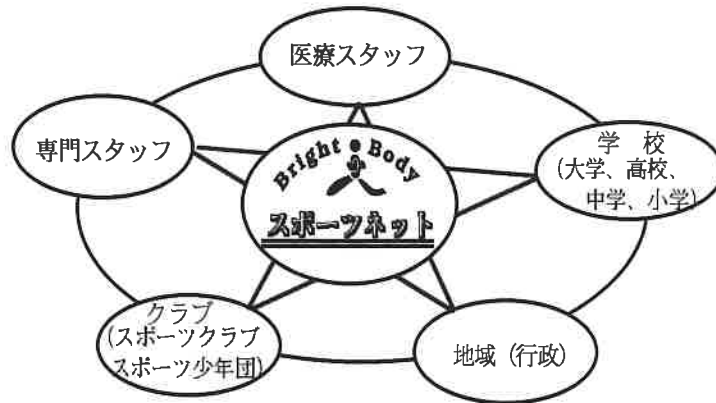 医療スタッフ
専門スタッフ
学 校
(大学、高校、
中学、小学)
Bright Body
スポーツネット
クラブ
(スポーツクラブ
スポーツ少年団)
地域（行政）